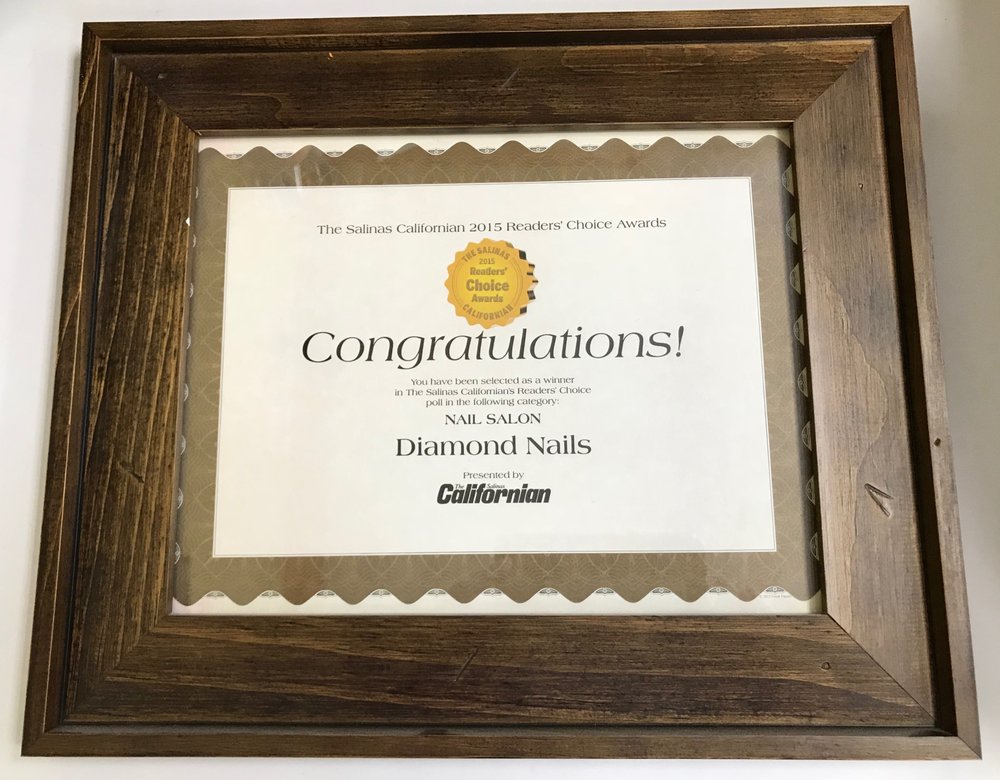 The Salinas Californian 2015 Readers' Choice Awards
THE SALINAS
2015
Readers'
Choice
Awards
CALIFORNIAN
Congratulations!
You have been selected as a winner
in The Salinas Californian's Readers' Choice
poll in the following category:
NAIL SALON
Diamond Nails
Presented by
The Salinas
Californian